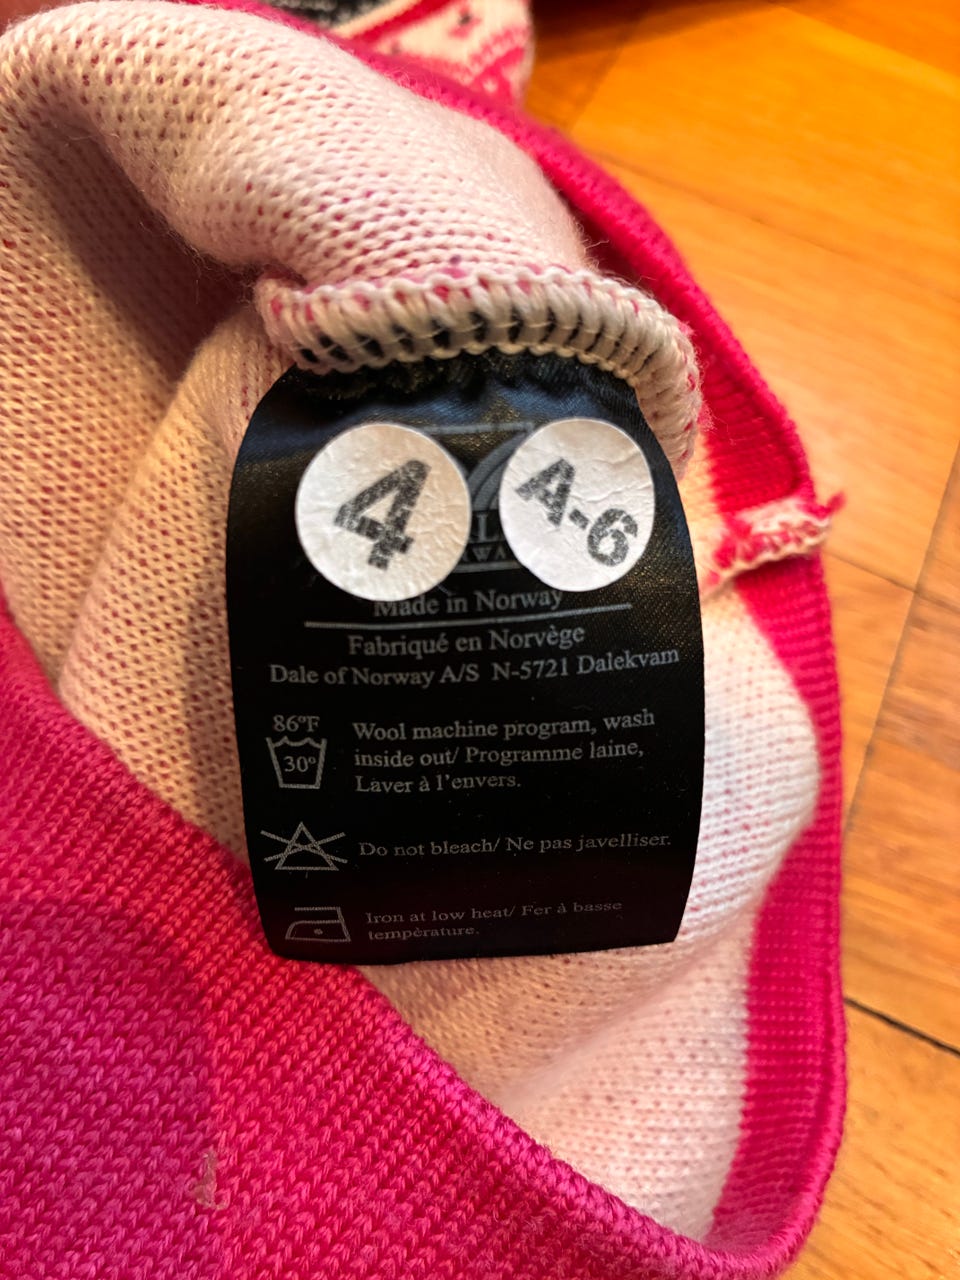 4
A-6
Made in Norway
Fabriqué en Norvège
Dale of Norway A/S N-5721 Dalekvam
86°F
30°
Wool machine program, wash
inside out/ Programme laine,
Laver à l'envers.
Do not bleach/ Ne pas javelliser.
Iron at low heat/ Fer à basse
tempèrature.